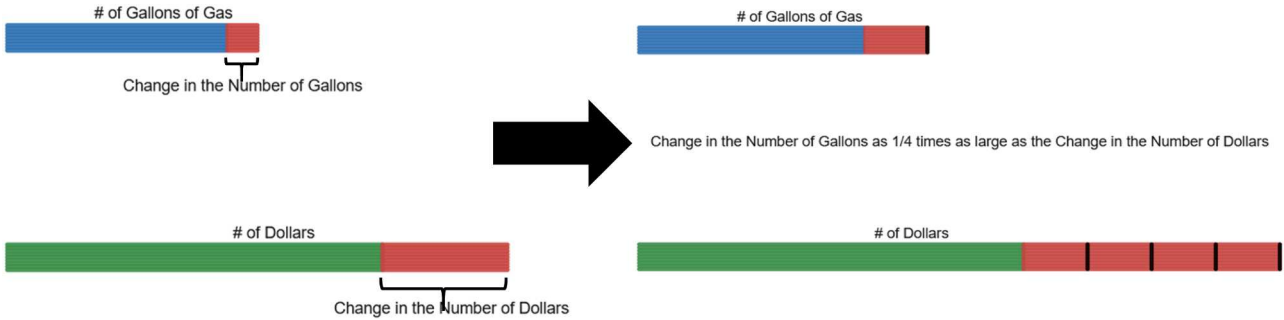 # of Gallons of Gas
Change in the Number of Gallons
# of Dollars
Change in the Number of Dollars
# of Gallons of Gas
Change in the Number of Gallons as 1/4 times as large as the Change in the Number of Dollars
# of Dollars